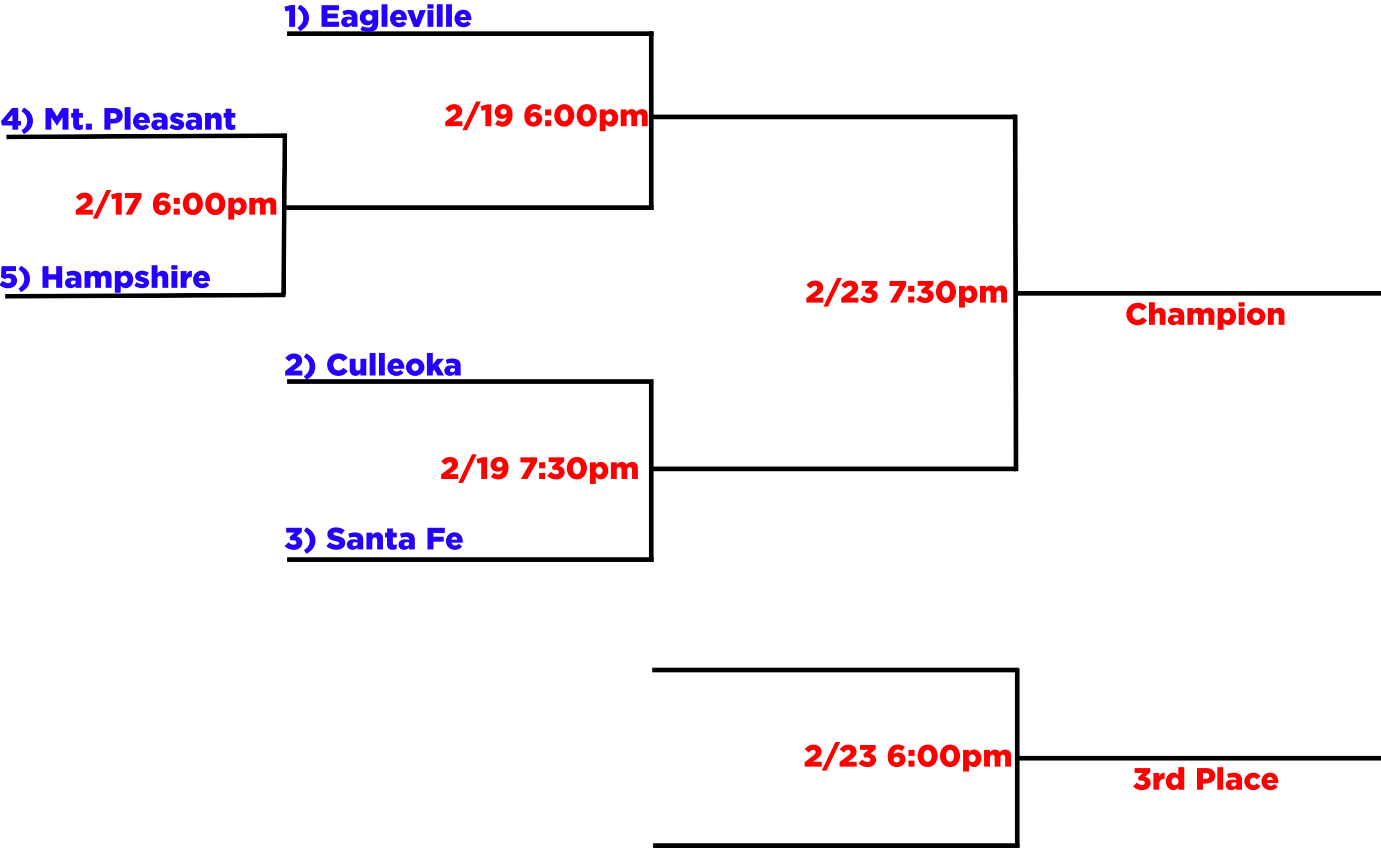 1) Eagleville
2/19 6:00pm
4) Mt. Pleasant
2/17 6:00pm
5) Hampshire
2/23 7:30pm
Champion
2) Culleoka
2/19 7:30pm
3) Santa Fe
2/23 6:00pm
3rd Place